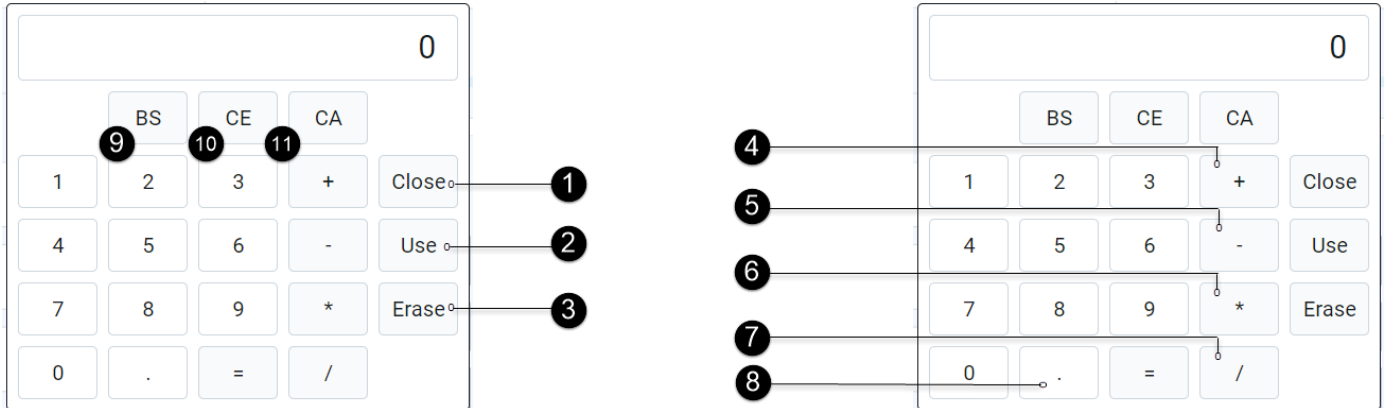 0 0
BS CE CA BS CE CA
9 10 11 4
1 2 3 + Close 1 1 2 3 + Close
5
4 5 6 - Use 2 4 5 6 - Use
6
7 8 9 * Erase 3 7 8 9 * Erase
7
0 . = / 8 0 . = /